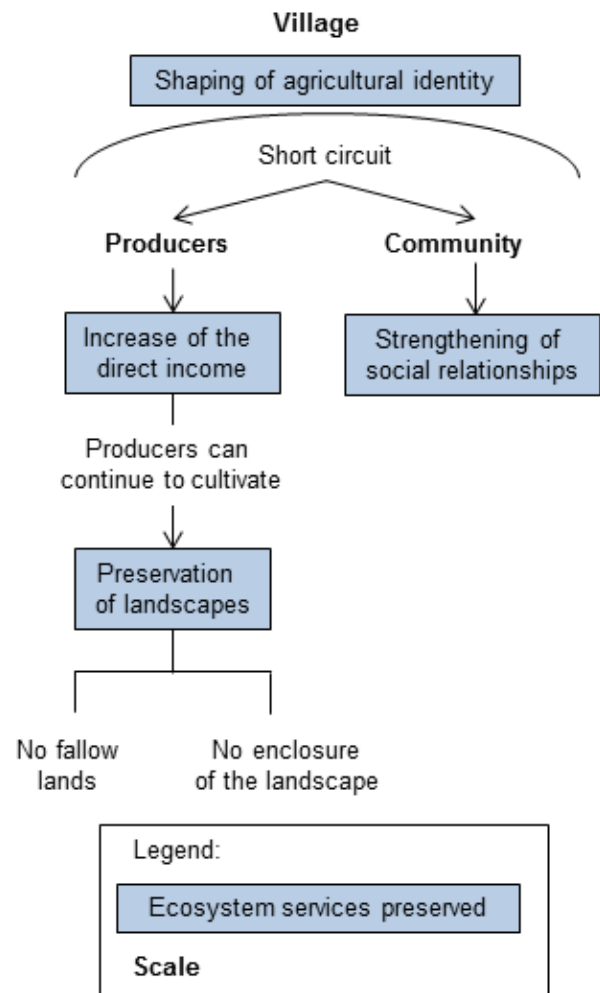 Village
Shaping of agricultural identity
Short circuit
Producers
Community
Increase of the
direct income
Strengthening of
social relationships
Producers can
continue to cultivate
Preservation
of landscapes
No fallow
lands
No enclosure
of the landscape
Legend:
Ecosystem services preserved
Scale